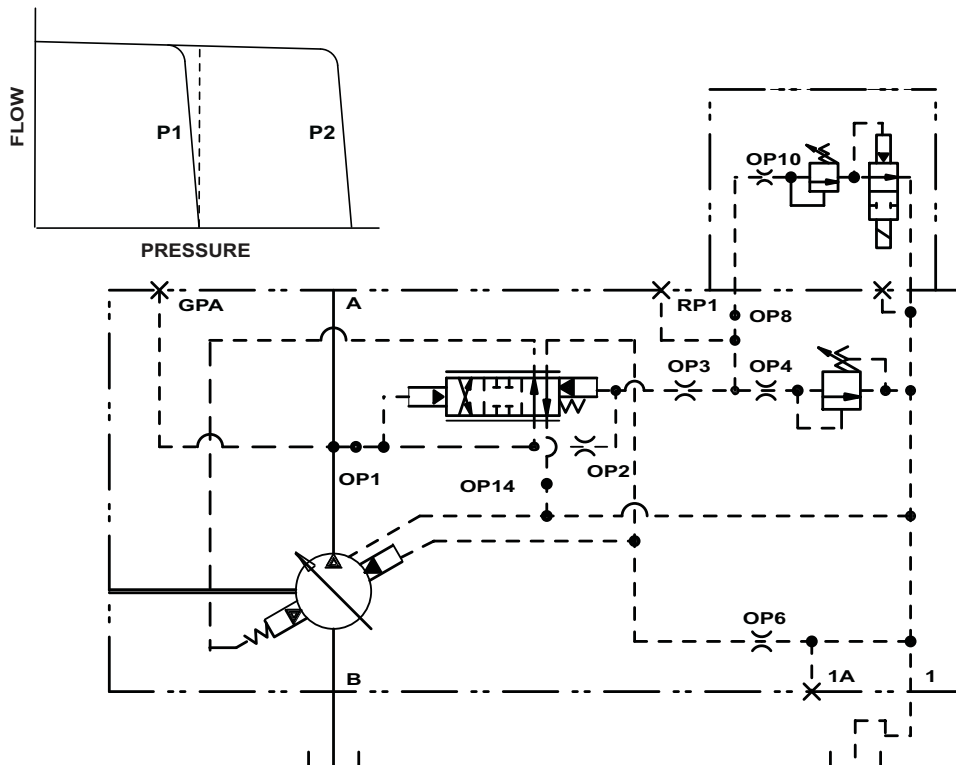 FLOW
P1
P2
PRESSURE
OP10
GPA
A
RP1
OP8
OP3
OP4
OP1
OP2
OP14
OP6
B
1A
1